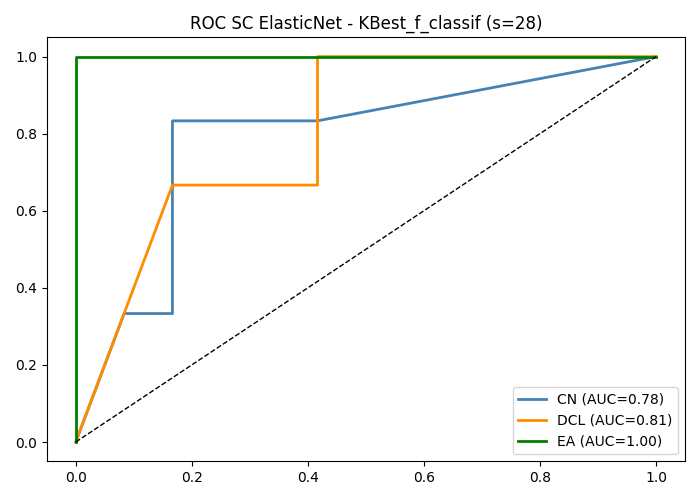 ROC SC ElasticNet - KBest_f_classif (s=28)
1.0
0.8
0.6
0.4
0.2
0.0
0.0 0.2 0.4 0.6 0.8 1.0
CN (AUC=0.78)
DCL (AUC=0.81)
EA (AUC=1.00)